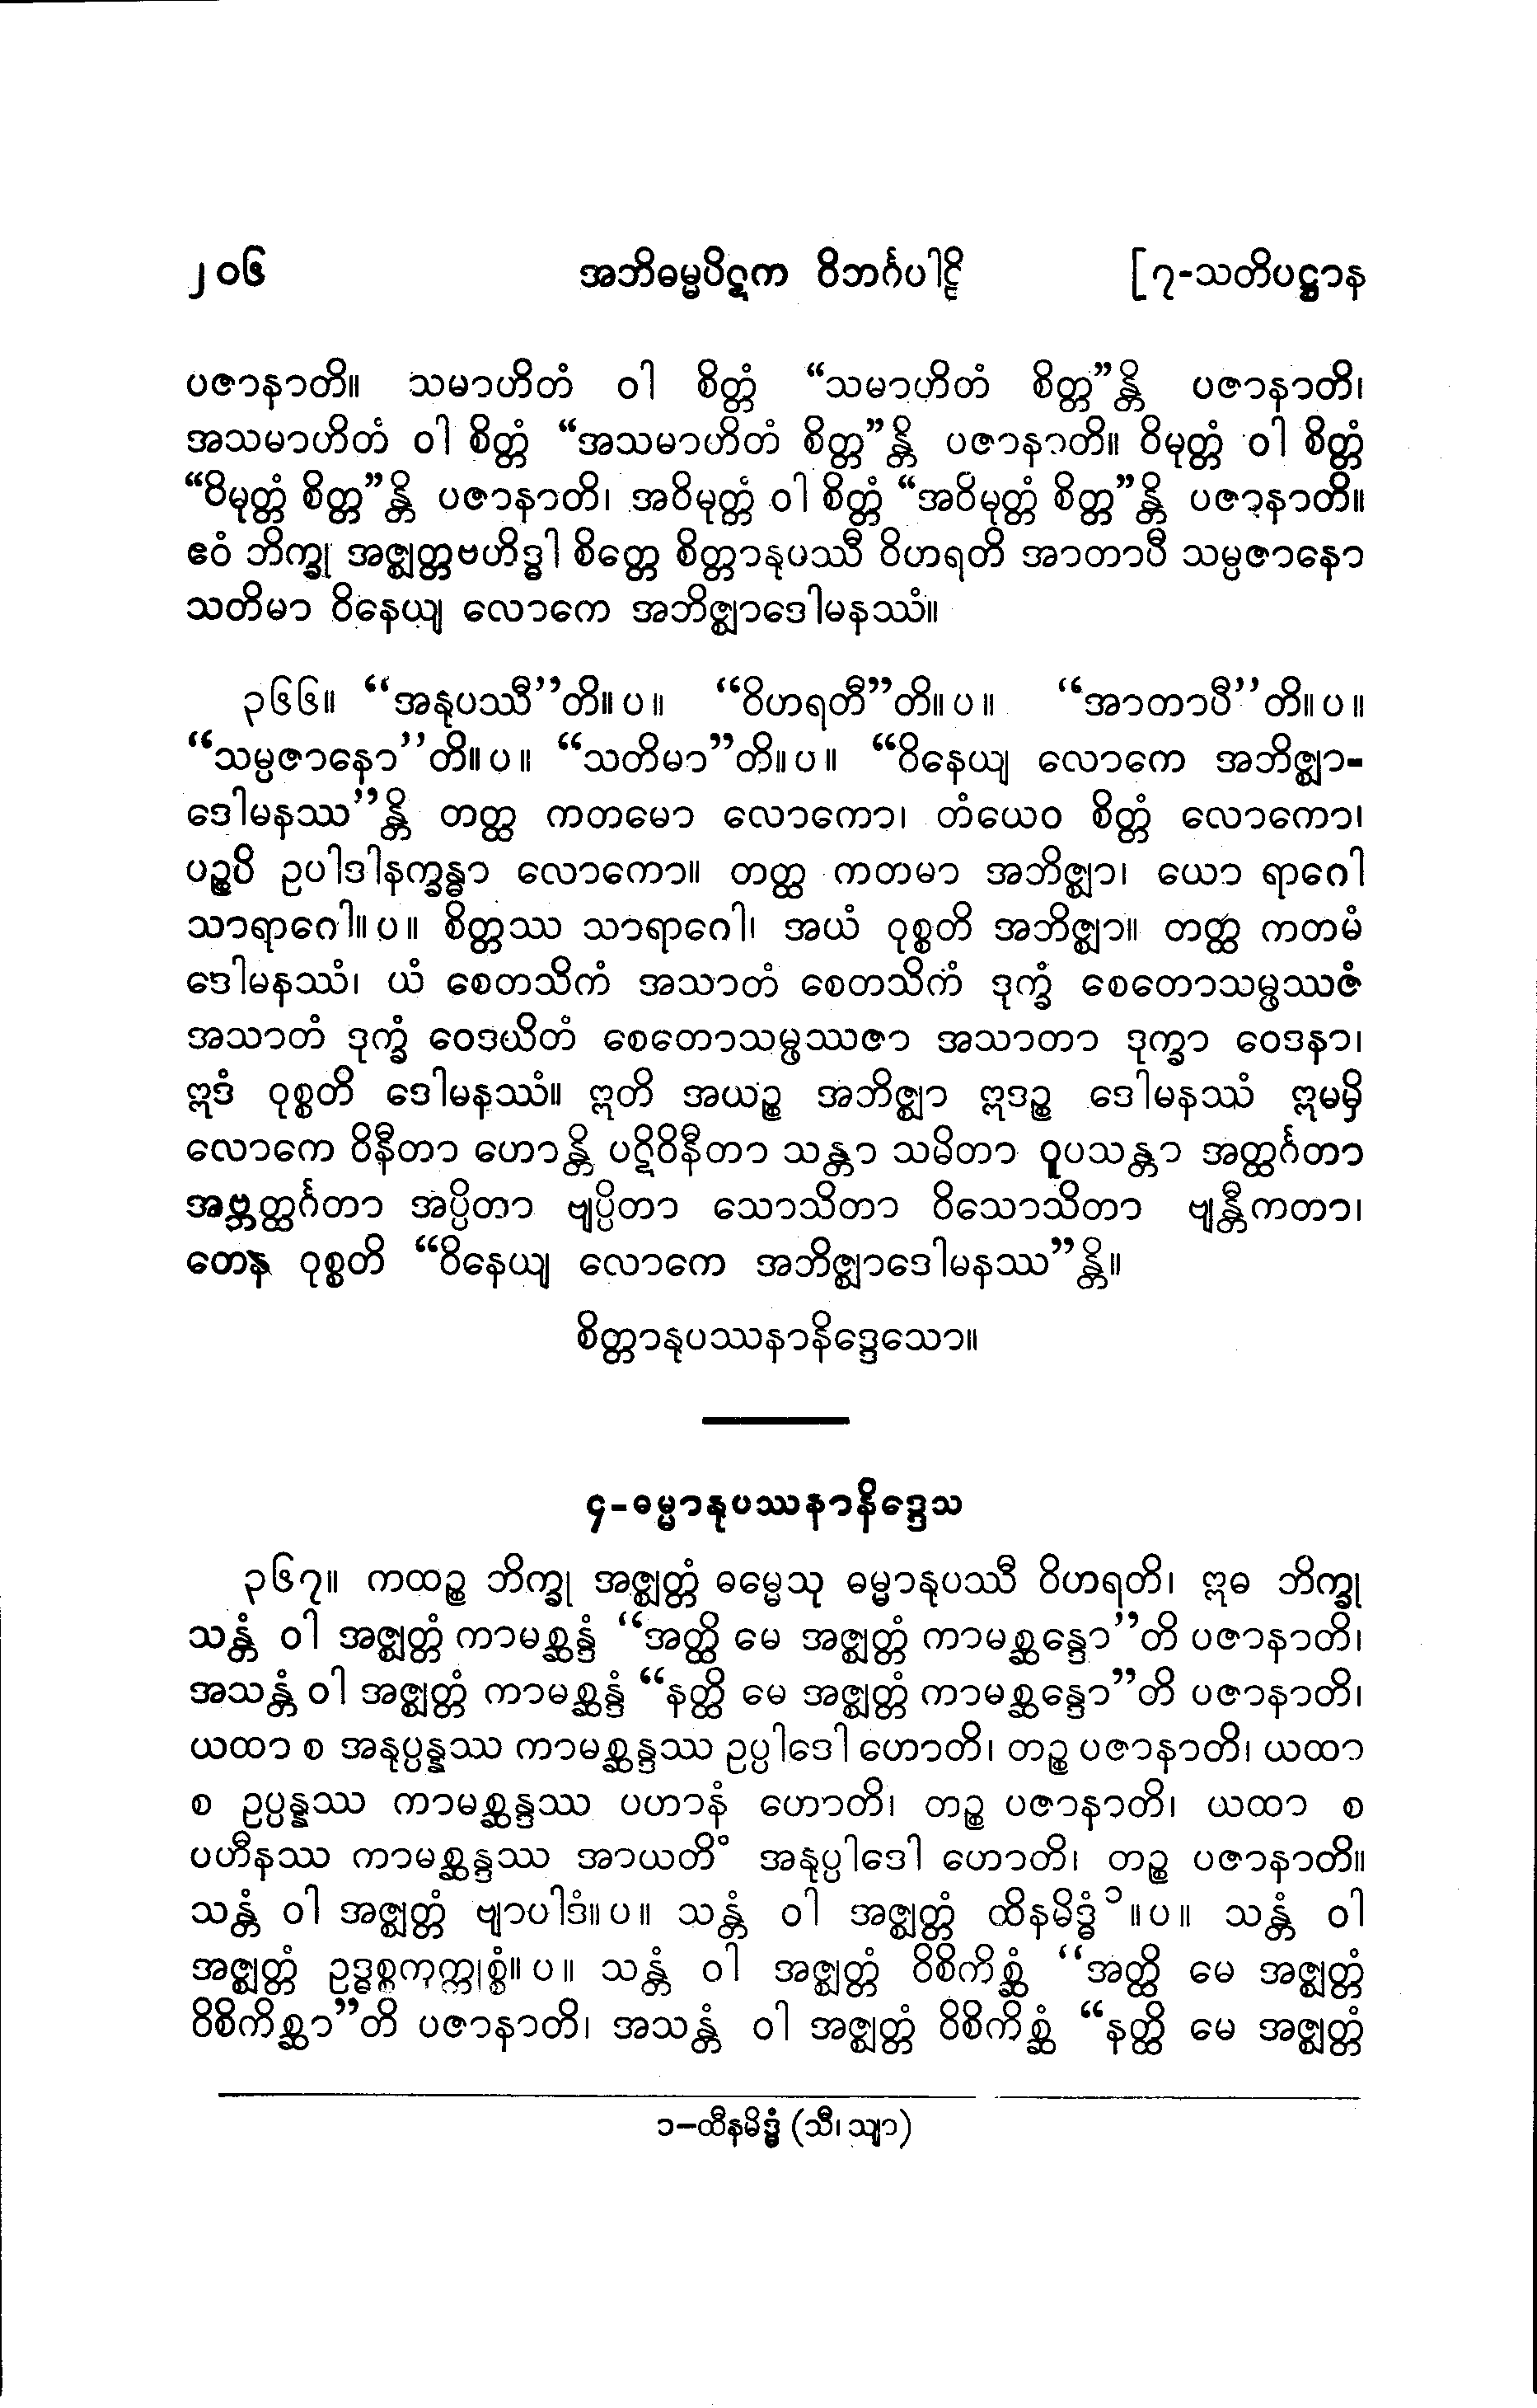 ၂၀၆ အဘိဓမ္မပိဋက ဝိဘင်္ဂပါဠိ [၇-သတိပဋ္ဌာန
ပဇာနာတိ။ သမာဟိတံ ဝါ စိတ္တံ “သမာဟိတံ စိတ္တ”န္တိ ပဇာနာတိ၊
အသမာဟိတံ ဝါ စိတ္တံ “အသမာဟိတံ စိတ္တ”န္တိ ပဇာနာတိ။ ဝိမုတ္တံ ဝါ စိတ္တံ
“ဝိမုတ္တံ စိတ္တ”န္တိ ပဇာနာတိ၊ အဝိမုတ္တံ ဝါ စိတ္တံ “အဝိမုတ္တံ စိတ္တ”န္တိ ပဇာနာတိ။
ဧဝံ ဘိက္ခု အဇ္ဈတ္တဗဟိဒ္ဓါ စိတ္တေ စိတ္တာနုပဿီ ဝိဟရတိ အာတာပီ သမ္ပဇာနော
သတိမာ ဝိနေယျ လောကေ အဘိဇ္ဈာဒေါမနဿံ။
၃၆၆။ “အနုပဿီ”တိ။ ပ။ “ဝိဟရတီ”တိ။ ပ။ “အာတာပီ”တိ။ ပ။
“သမ္ပဇာနော”တိ။ ပ။ “သတိမာ”တိ။ ပ။ “ဝိနေယျ လောကေ အဘိဇ္ဈာ-
ဒေါမနဿ”န္တိ တတ္ထ ကတမော လောကော၊ တံယေဝ စိတ္တံ လောကော၊
ပဉ္စပိ ဥပါဒါနက္ခန္ဓာ လောကော။ တတ္ထ ကတမာ အဘိဇ္ဈာ၊ ယော ရာဂေါ
သာရာဂေါ။ ပ။ စိတ္တဿ သာရာဂေါ၊ အယံ ဝုစ္စတိ အဘိဇ္ဈာ။ တတ္ထ ကတမံ
ဒေါမနဿံ၊ ယံ စေတသိကံ အသာတံ စေတသိကံ ဒုက္ခံ စေတောသမ္ဖဿဇံ
အသာတံ ဒုက္ခံ ဝေဒယိတံ စေတောသမ္ဖဿဇာ အသာတာ ဒုက္ခာ ဝေဒနာ၊
ဣဒံ ဝုစ္စတိ ဒေါမနဿံ။ ဣတိ အယဉ္စ အဘိဇ္ဈာ ဣဒဉ္စ ဒေါမနဿံ ဣမမှိ
လောကေ ဝိနီတာ ဟောန္တိ ပဋိဝိနီတာ သန္တာ သမိတာ ဝူပသန္တာ အတ္ထင်္ဂတာ
အဗ္ဘတ္ထင်္ဂတာ အပ္ပိတာ ဗျပ္ပိတာ သောသိတာ ဝိသောသိတာ ဗျန္တီကတာ၊
တေန ဝုစ္စတိ “ဝိနေယျ လောကေ အဘိဇ္ဈာဒေါမနဿ”န္တိ။
စိတ္တာနုပဿနာနိဒ္ဒေသော။
၄-ဓမ္မာနုပဿနာနိဒ္ဒေသ
၃၆၇။ ကထဉ္စ ဘိက္ခု အဇ္ဈတ္တံ ဓမ္မေသု ဓမ္မာနုပဿီ ဝိဟရတိ၊ ဣဓ ဘိက္ခု
သန္တံ ဝါ အဇ္ဈတ္တံ ကာမစ္ဆန္ဒံ “အတ္ထိ မေ အဇ္ဈတ္တံ ကာမစ္ဆန္ဒော”တိ ပဇာနာတိ၊
အသန္တံ ဝါ အဇ္ဈတ္တံ ကာမစ္ဆန္ဒံ “နတ္ထိ မေ အဇ္ဈတ္တံ ကာမစ္ဆန္ဒော”တိ ပဇာနာတိ၊
ယထာ စ အနုပ္ပန္နဿ ကာမစ္ဆန္ဒဿ ဥပ္ပါဒေါ ဟောတိ၊ တဉ္စ ပဇာနာတိ၊ ယထာ
စ ဥပ္ပန္နဿ ကာမစ္ဆန္ဒဿ ပဟာနံ ဟောတိ၊ တဉ္စ ပဇာနာတိ၊ ယထာ စ
ပဟီနဿ ကာမစ္ဆန္ဒဿ အာယတိံ အနုပ္ပါဒေါ ဟောတိ၊ တဉ္စ ပဇာနာတိ။
သန္တံ ဝါ အဇ္ဈတ္တံ ဗျာပါဒံ။ ပ။ သန္တံ ဝါ အဇ္ဈတ္တံ ထိနမိဒ္ဓံ ၁။ပ။ သန္တံ ဝါ
အဇ္ဈတ္တံ ဥဒ္ဓစ္စကုက္ကုစ္စံ။ ပ။ သန္တံ ဝါ အဇ္ဈတ္တံ ဝိစိကိစ္ဆံ “အတ္ထိ မေ အဇ္ဈတ္တံ
ဝိစိကိစ္ဆာ”တိ ပဇာနာတိ၊ အသန္တံ ဝါ အဇ္ဈတ္တံ ဝိစိကိစ္ဆံ “နတ္ထိ မေ အဇ္ဈတ္တံ
၁-ထီနမိဒ္ဓံ (သီ၊ သျာ)